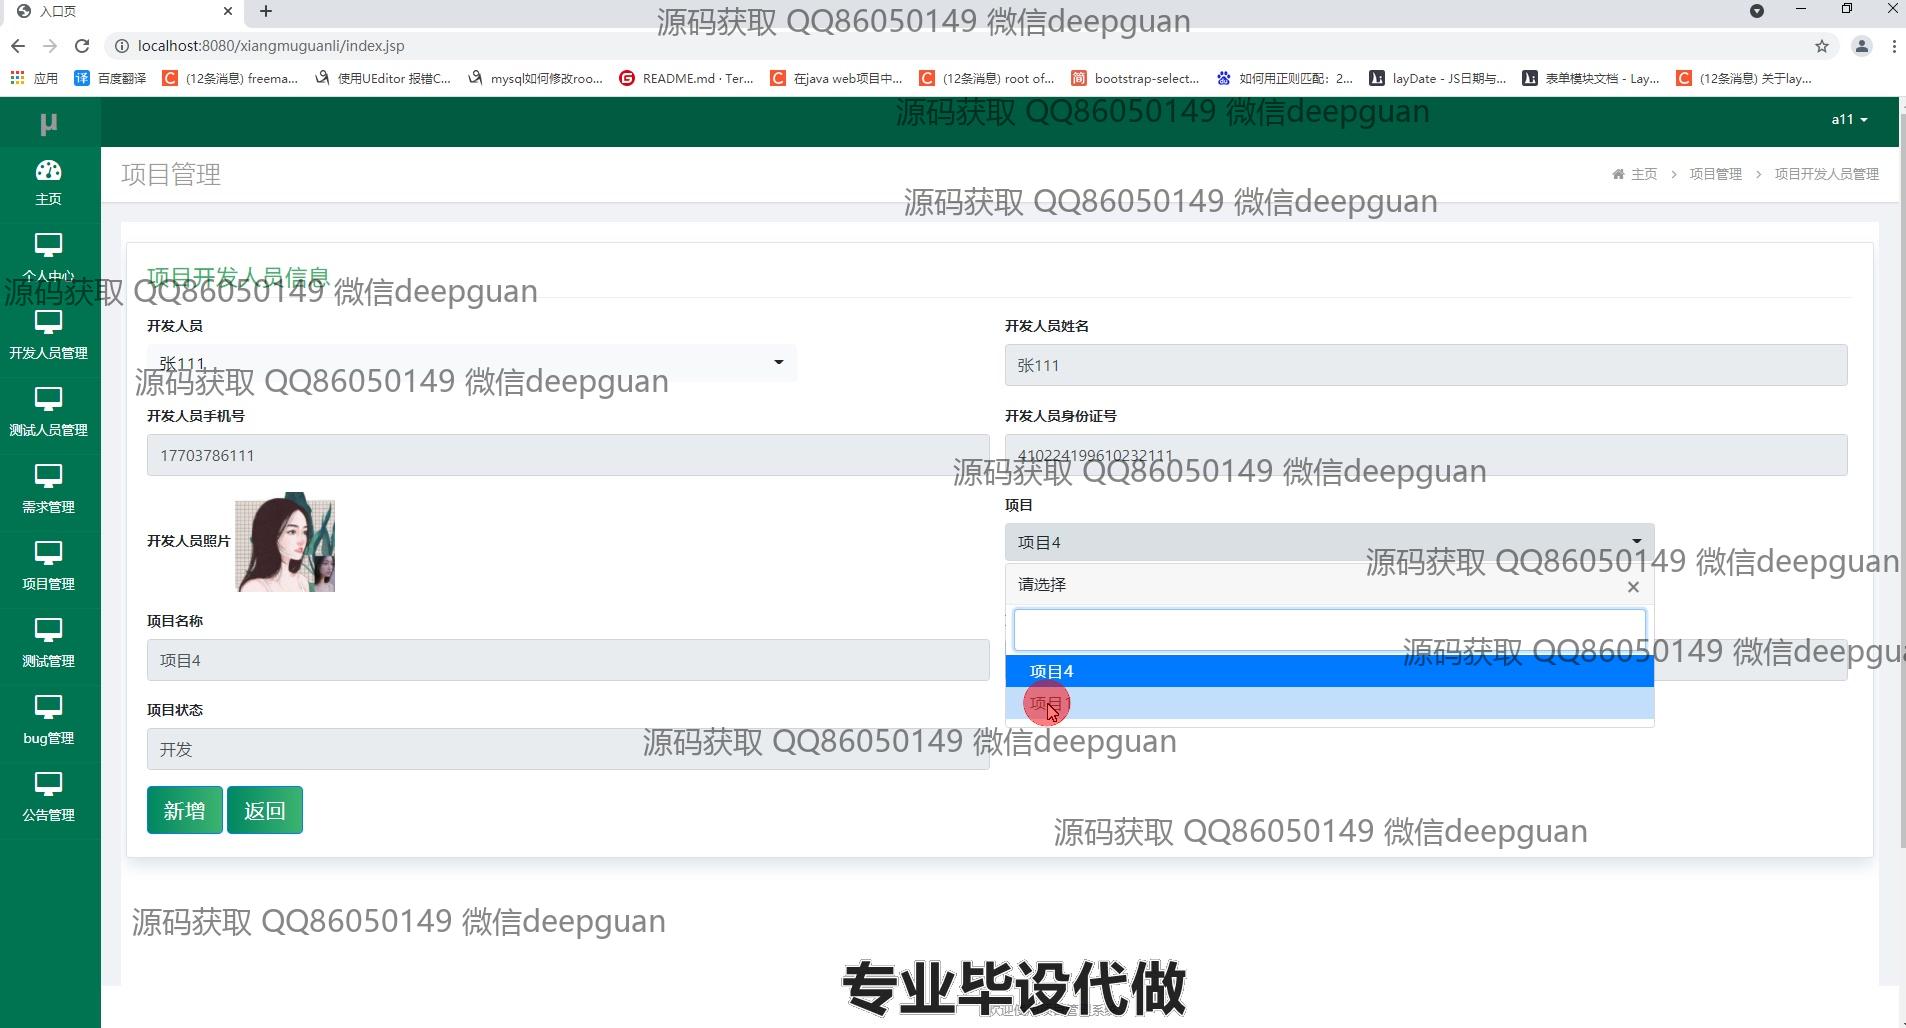 入口页
源码获取 QQ86050149 微信deepguan
localhost:8080/xiangmuguanli/index.jsp
应用 百度翻译 (12条消息) freema... 使用UEditor 报错C... mysql如何修改roo... README.md · Ter... 在java web项目中... (12条消息) root of... bootstrap-select... 如何用正则匹配：2... layDate - JS日期与... 表单模块文档 - Lay... (12条消息) 关于lay...
μ
源码获取 QQ86050149 微信deepguan
a11
项目管理
主页 > 项目管理 > 项目开发人员管理
主页
源码获取 QQ86050149 微信deepguan
个人中心
项目开发人员信息
源码获取 QQ86050149 微信deepguan
开发人员
开发人员姓名
开发人员管理
张111
张111
源码获取 QQ86050149 微信deepguan
开发人员手机号
开发人员身份证号
测试人员管理
17703786111
410224199610232111
源码获取 QQ86050149 微信deepguan
需求管理
项目
开发人员照片
项目4
源码获取 QQ86050149 微信deepguan
项目管理
请选择
×
项目名称
源码获取 QQ86050149 微信deepgua
测试管理
项目4
项目4
项目状态
bug管理
开发
源码获取 QQ86050149 微信deepguan
新增 返回
公告管理
源码获取 QQ86050149 微信deepguan
源码获取 QQ86050149 微信deepguan
专业毕设代做